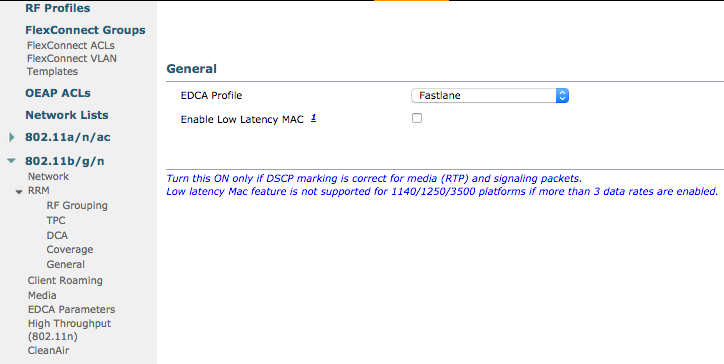 RF Profiles
FlexConnect Groups
FlexConnect ACLs
FlexConnect VLAN
Templates
OEAP ACLs
Network Lists
802.11a/n/ac
802.11b/g/n
Network
RRM
RF Grouping
TPC
DCA
Coverage
General
Client Roaming
Media
EDCA Parameters
High Throughput
(802.11n)
CleanAir
General
EDCA Profile Fastlane
Enable Low Latency MAC 1
Turn this ON only if DSCP marking is correct for media (RTP) and signaling packets.
Low latency Mac feature is not supported for 1140/1250/3500 platforms if more than 3 data rates are enabled.